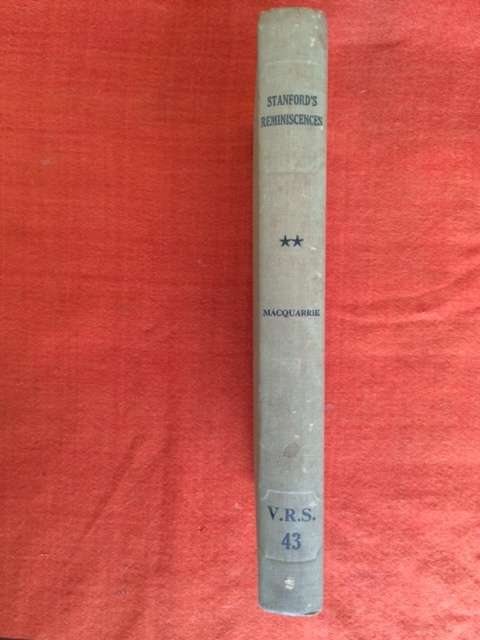 STANFORD'S
REMINISCENCES
★★
MACQUARRIE
V.R.S.
43